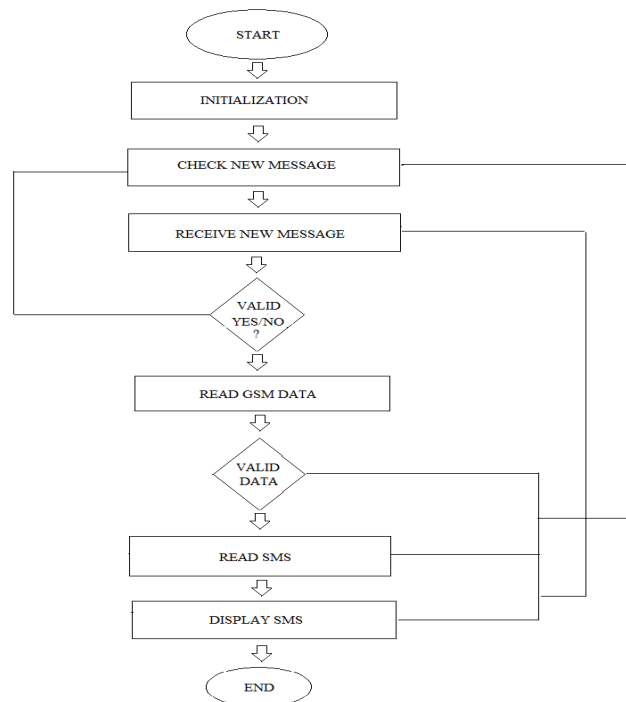 START
INITIALIZATION
CHECK NEW MESSAGE
RECEIVE NEW MESSAGE
VALID
YES/NO
?
READ GSM DATA
VALID
DATA
READ SMS
DISPLAY SMS
END